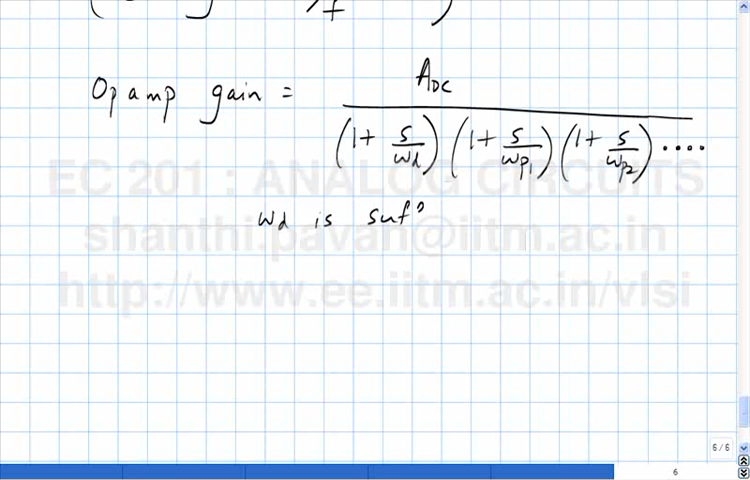 Opamp gain = A_DC / (1 + s/ωd) (1 + s/ωp1) (1 + s/ωp2) ....
EC 201 : ANALOG CIRCUITS
ωd is suf
shanthi.pavan@iitm.ac.in
http://www.ee.iitm.ac.in/vlsi
6 / 6
6